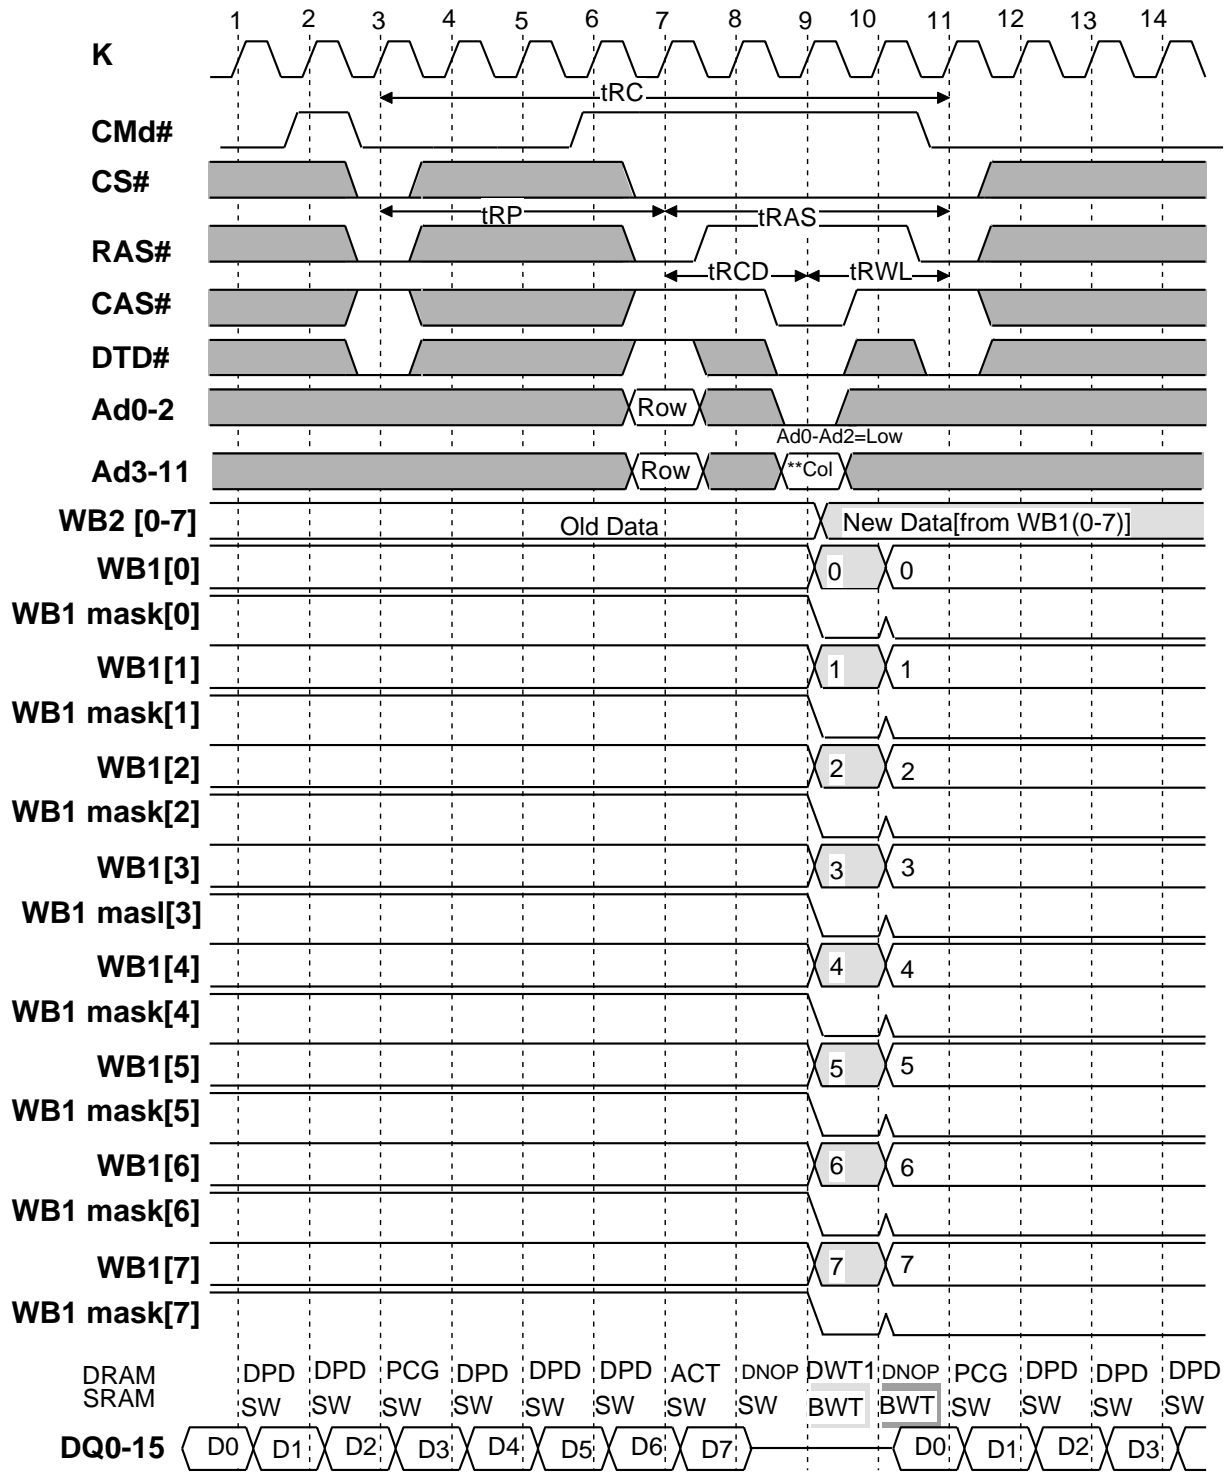 1 2 3 4 5 6 7 8 9 10 11 12 13 14
K
tRC
CMd#
CS#
tRP tRAS
RAS#
tRCD tRWL
CAS#
DTD#
Ad0-2 Row
Ad0-Ad2=Low
Ad3-11 Row **Col
WB2 [0-7] Old Data New Data[from WB1(0-7)]
WB1[0] 0 0
WB1 mask[0]
WB1[1] 1 1
WB1 mask[1]
WB1[2] 2 2
WB1 mask[2]
WB1[3] 3 3
WB1 masl[3]
WB1[4] 4 4
WB1 mask[4]
WB1[5] 5 5
WB1 mask[5]
WB1[6] 6 6
WB1 mask[6]
WB1[7] 7 7
WB1 mask[7]
DRAM DPD DPD PCG DPD DPD DPD ACT DNOP DWT1 DNOP PCG DPD DPD DPD
SRAM SW SW SW SW SW SW SW SW BWT BWT SW SW SW SW
DQ0-15 D0 D1 D2 D3 D4 D5 D6 D7 D0 D1 D2 D3